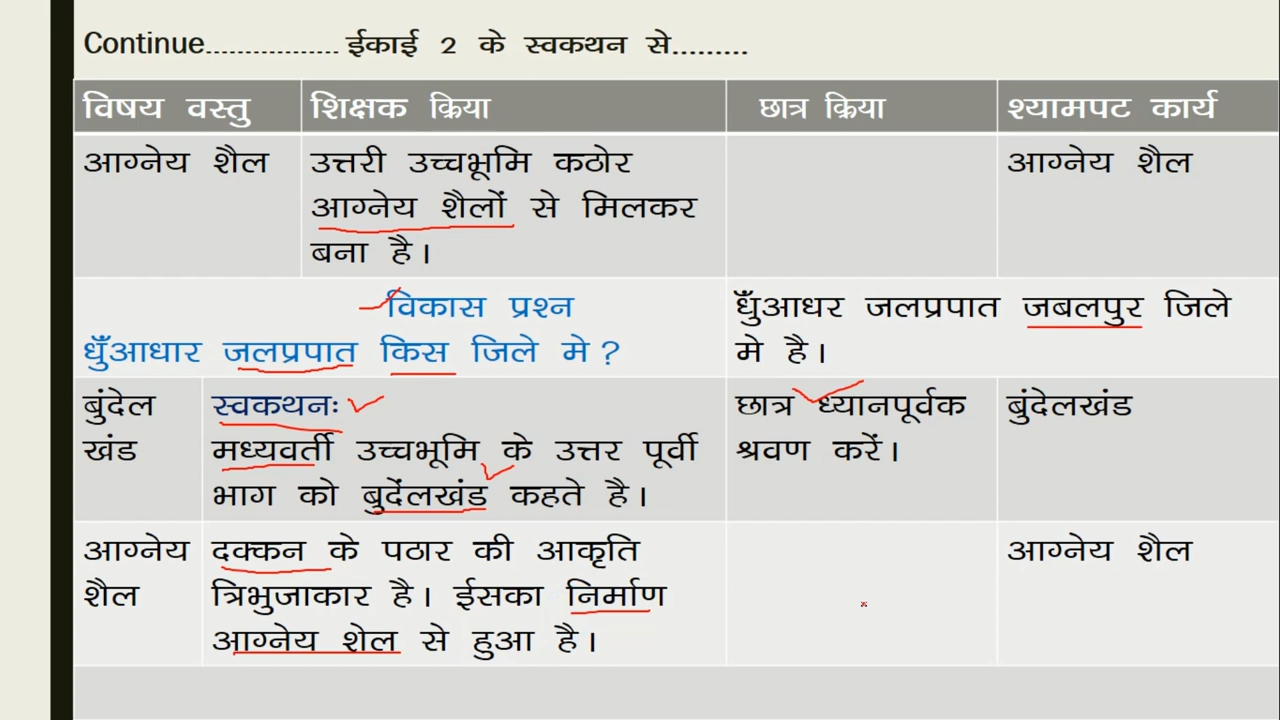 Continue................. ईकाई 2 के स्वकथन से.........
विषय वस्तु शिक्षक क्रिया छात्र क्रिया श्यामपट कार्य
आग्नेय शैल उत्तरी उच्चभूमि कठोर आग्नेय शैल
आग्नेय शैलों से मिलकर
बना है।
विकास प्रश्न धुँआधर जलप्रपात जबलपुर जिले
धुँआधार जलप्रपात किस जिले मे ? मे है।
बुंदेल स्वकथनः छात्र ध्यानपूर्वक बुंदेलखंड
खंड मध्यवर्ती उच्चभूमि के उत्तर पूर्वी श्रवण करें।
भाग को बुदेंलखंड कहते है।
आग्नेय दक्कन के पठार की आकृति आग्नेय शैल
शैल त्रिभुजाकार है। ईसका निर्माण
आग्नेय शेल से हुआ है।